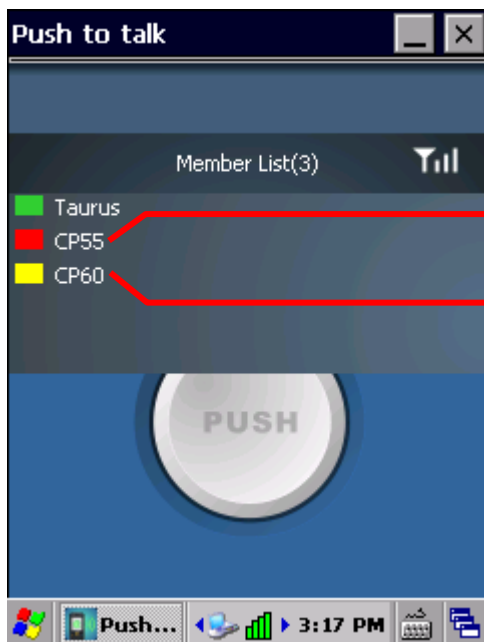 Push to talk
Member List(3)
Taurus
CP55
CP60
PUSH
Push... 3:17 PM